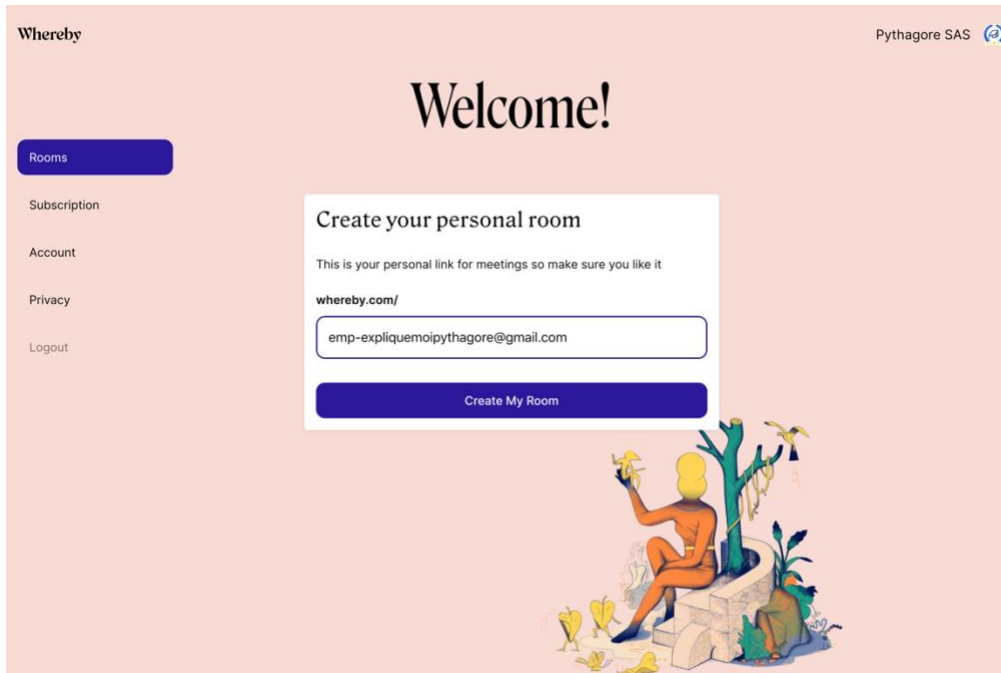 Whereby
Pythagore SAS
Welcome!
Rooms
Subscription
Account
Privacy
Logout
Create your personal room
This is your personal link for meetings so make sure you like it
whereby.com/
emp-expliquemoipythagore@gmail.com
Create My Room